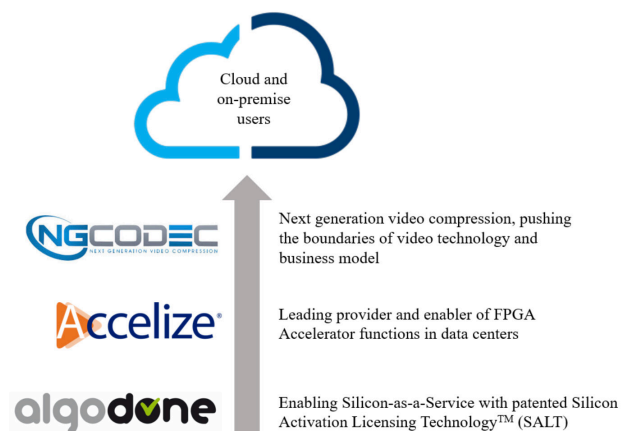 Cloud and
on-premise
users
NGCODEC
NEXT GENERATION VIDEO COMPRESSION
Next generation video compression, pushing
the boundaries of video technology and
business model
Accelize®
Leading provider and enabler of FPGA
Accelerator functions in data centers
algodone
Enabling Silicon-as-a-Service with patented Silicon
Activation Licensing Technology™ (SALT)